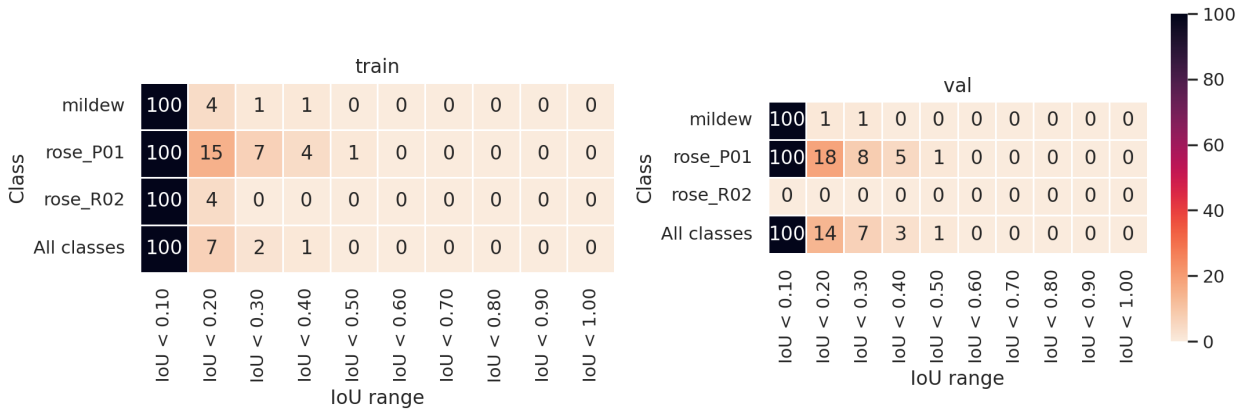 train
Class
mildew 100 4 1 1 0 0 0 0 0 0
rose_P01 100 15 7 4 1 0 0 0 0 0
rose_R02 100 4 0 0 0 0 0 0 0 0
All classes 100 7 2 1 0 0 0 0 0 0
IoU < 0.10 IoU < 0.20 IoU < 0.30 IoU < 0.40 IoU < 0.50 IoU < 0.60 IoU < 0.70 IoU < 0.80 IoU < 0.90 IoU < 1.00
IoU range
val
Class
mildew 100 1 1 0 0 0 0 0 0 0
rose_P01 100 18 8 5 1 0 0 0 0 0
rose_R02 0 0 0 0 0 0 0 0 0 0
All classes 100 14 7 3 1 0 0 0 0 0
IoU < 0.10 IoU < 0.20 IoU < 0.30 IoU < 0.40 IoU < 0.50 IoU < 0.60 IoU < 0.70 IoU < 0.80 IoU < 0.90 IoU < 1.00
IoU range
100
80
60
40
20
0